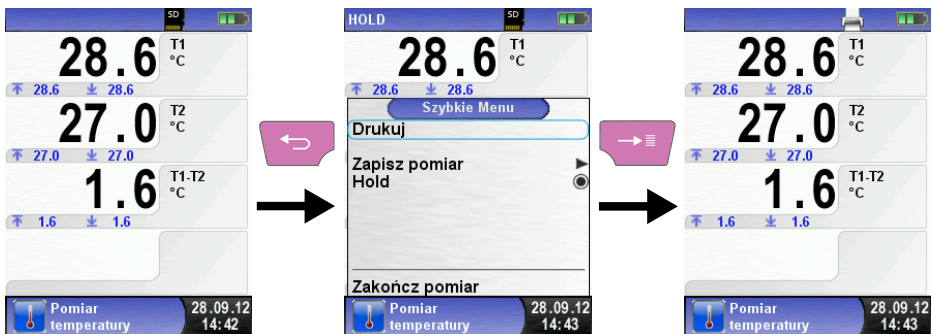 SD
28.6 T1 °C
28.6 28.6
27.0 T2 °C
27.0 27.0
1.6 T1-T2 °C
1.6 1.6
Pomiar temperatury
28.09.12 14:42
HOLD SD
28.6 T1 °C
28.6 28.6
Szybkie Menu
Drukuj
Zapisz pomiar
Hold
Zakończ pomiar
Pomiar temperatury
28.09.12 14:43
28.6 T1 °C
28.6 28.6
27.0 T2 °C
27.0 27.0
1.6 T1-T2 °C
1.6 1.6
Pomiar temperatury
28.09.12 14:43